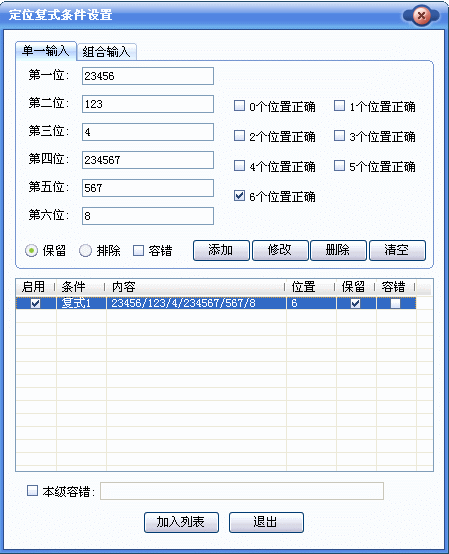 定位复式条件设置
单一输入 组合输入
第一位: 23456
第二位: 123
0个位置正确 1个位置正确
第三位: 4
2个位置正确 3个位置正确
第四位: 234567
4个位置正确 5个位置正确
第五位: 567
6个位置正确
第六位: 8
保留 排除 容错 添加 修改 删除 清空
启用 条件 内容 位置 保留 容错
复式1 23456/123/4/234567/567/8 6
本级容错:
加入列表 退出